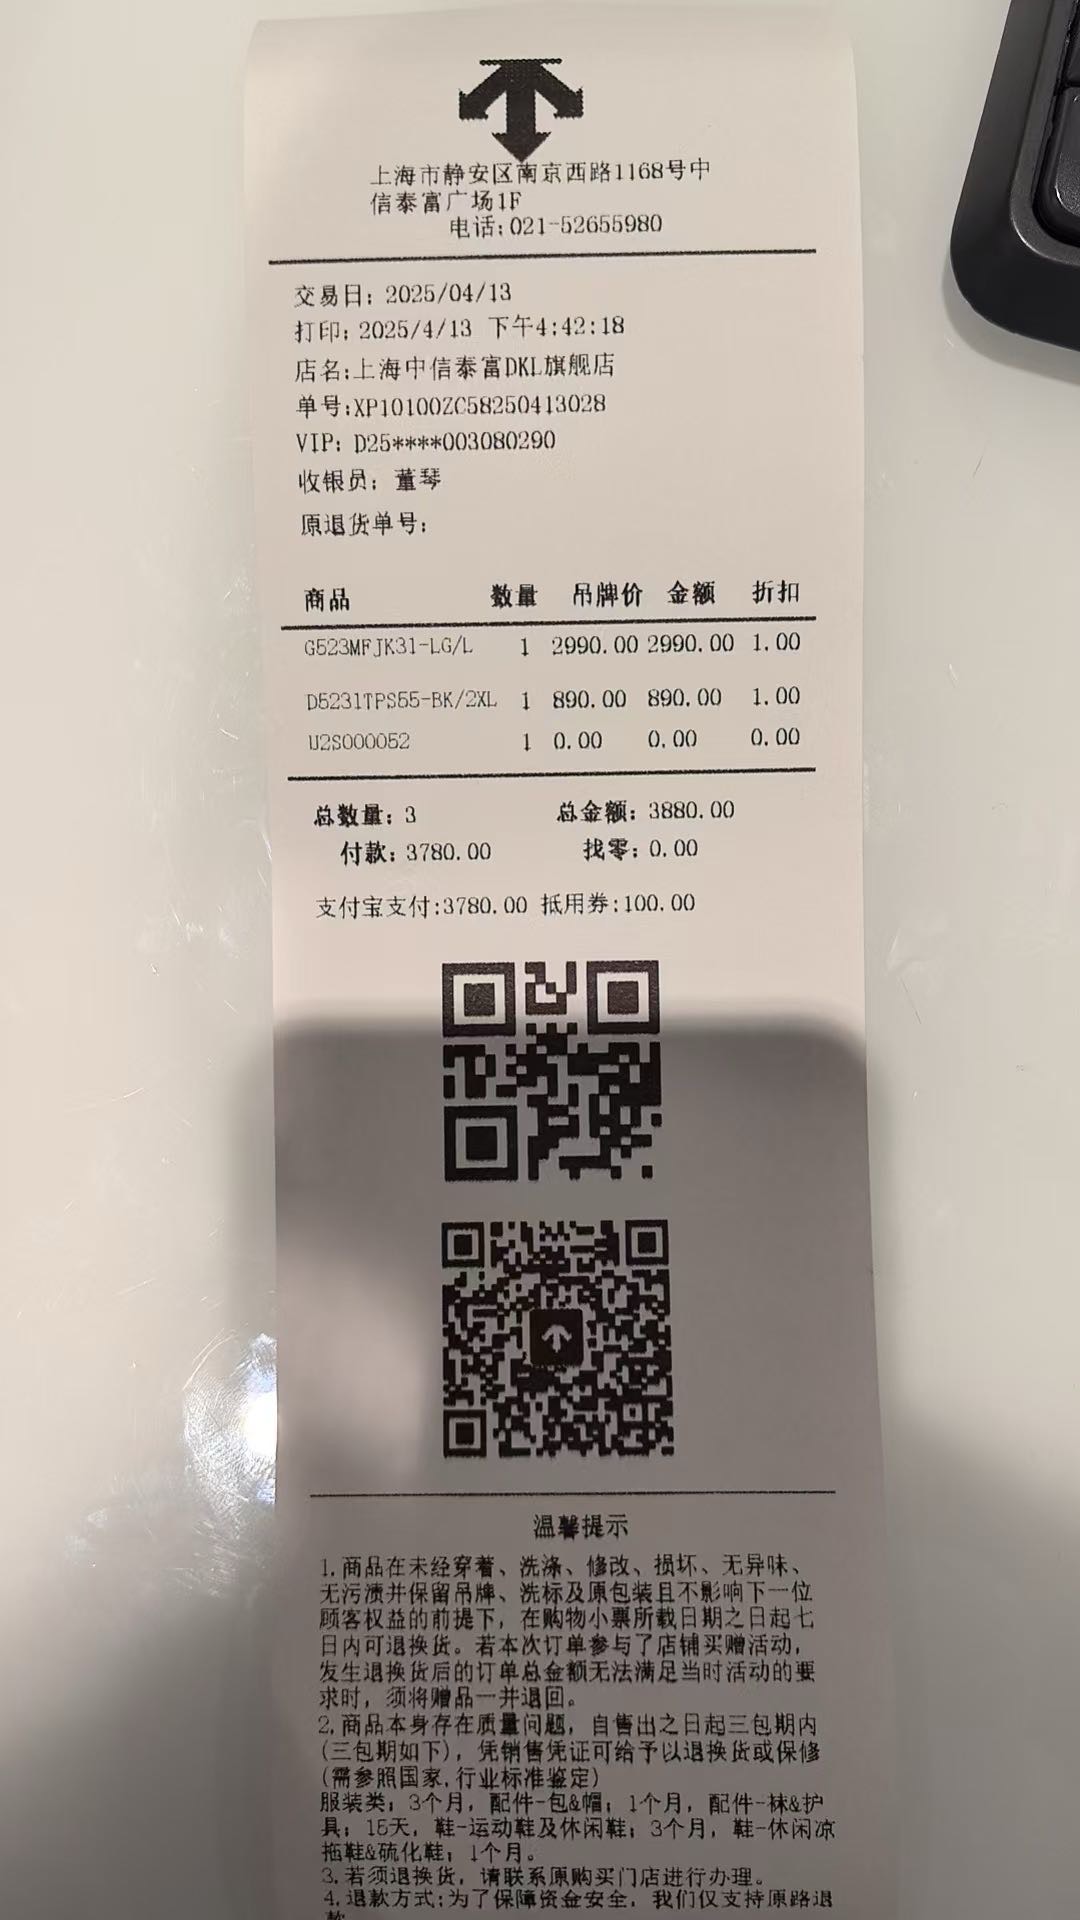 上海市静安区南京西路1168号中
信泰富广场1F
电话:021-52655980
交易日: 2025/04/13
打印: 2025/4/13 下午4:42:18
店名:上海中信泰富DKL旗舰店
单号:XP10100ZC58250413028
VIP: D25****003080290
收银员: 董琴
原退货单号:
商品 数量 吊牌价 金额 折扣
G523MFJK31-LG/L 1 2990.00 2990.00 1.00
D5231TPS55-BK/2XL 1 890.00 890.00 1.00
W2S000052 1 0.00 0.00 0.00
总数量: 3 总金额: 3880.00
付款: 3780.00 找零: 0.00
支付宝支付:3780.00 抵用券:100.00
温馨提示
1.商品在未经穿着、洗涤、修改、损坏、无异味、
无污渍并保留吊牌、洗标及原包装且不影响下一位
顾客权益的前提下，在购物小票所载日期之日起七
日内可退换货。若本次订单参与了店铺买赠活动，
发生退换货后的订单总金额无法满足当时活动的要
求时，须将赠品一并退回。
2.商品本身存在质量问题，自售出之日起三包期内
(三包期如下)，凭销售凭证可给予以退换货或保修
(需参照国家,行业标准鉴定)
服装类: 3个月，配件-包&帽: 1个月，配件-袜&护
具: 15天，鞋-运动鞋及休闲鞋: 3个月，鞋-休闲凉
拖鞋&硫化鞋: 1个月。
3.若须退换货，请联系原购买门店进行办理。
4.退款方式:为了保障资金安全，我们仅支持原路退
款